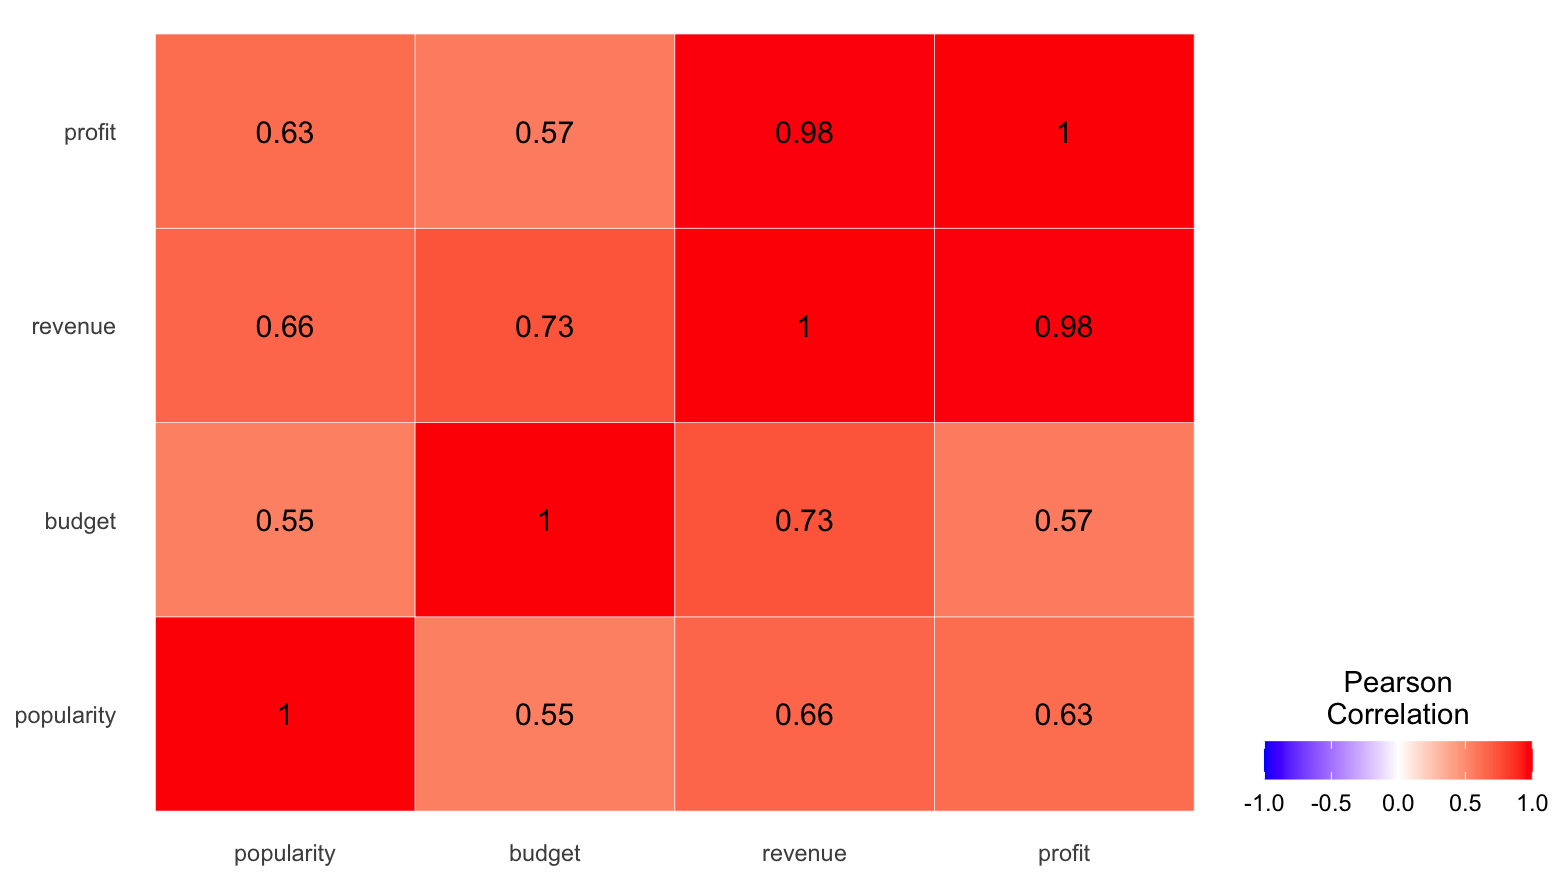 profit 0.63 0.57 0.98 1
revenue 0.66 0.73 1 0.98
budget 0.55 1 0.73 0.57
popularity 1 0.55 0.66 0.63
popularity budget revenue profit
Pearson
Correlation
-1.0 -0.5 0.0 0.5 1.0